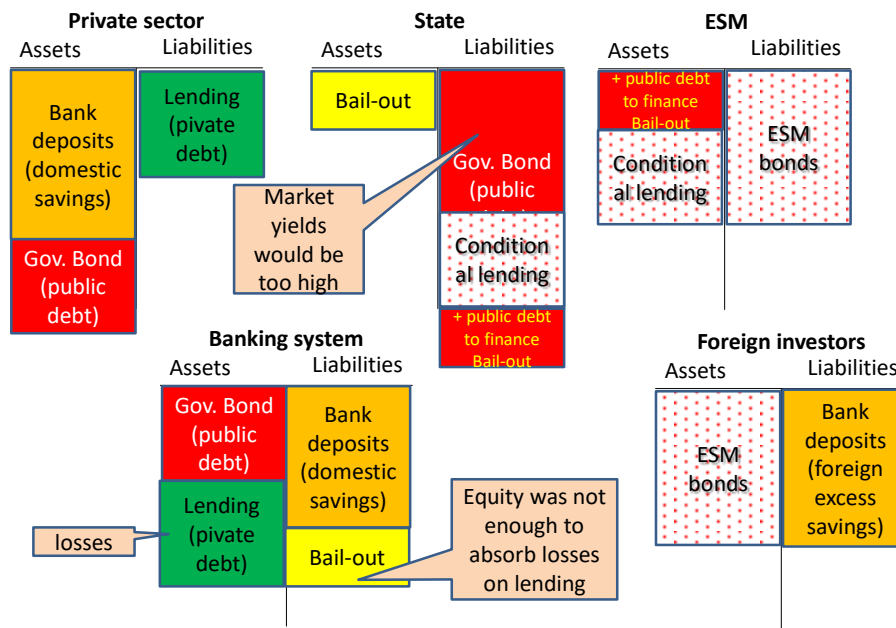 Private sector
Assets
Liabilities
Bank
deposits
(domestic
savings)
Lending
(pivate
debt)
Gov. Bond
(public
debt)
State
Assets
Liabilities
Bail-out
Gov. Bond
(public
Market
yields
would be
too high
Condition
al lending
+ public debt
to finance
Bail-out
ESM
Assets
Liabilities
+ public debt
to finance
Bail-out
Condition
al lending
ESM
bonds
Banking system
Assets
Liabilities
Gov. Bond
(public
debt)
Bank
deposits
(domestic
savings)
Lending
(pivate
debt)
losses
Bail-out
Equity was not
enough to
absorb losses
on lending
Foreign investors
Assets
Liabilities
ESM
bonds
Bank
deposits
(foreign
excess
savings)